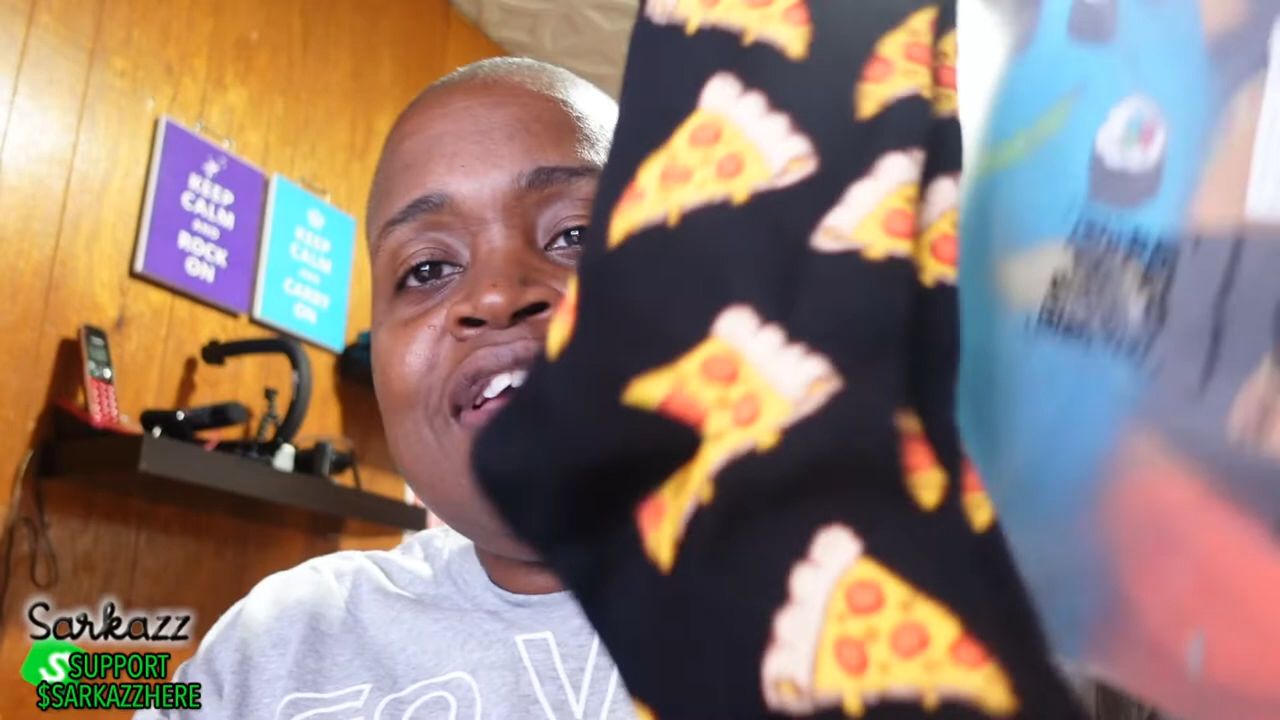 KEEP
CALM
AND
ROCK
ON
KEEP
CALM
AND
CARRY
ON
Sarkazz
SUPPORT
$SARKAZZHERE